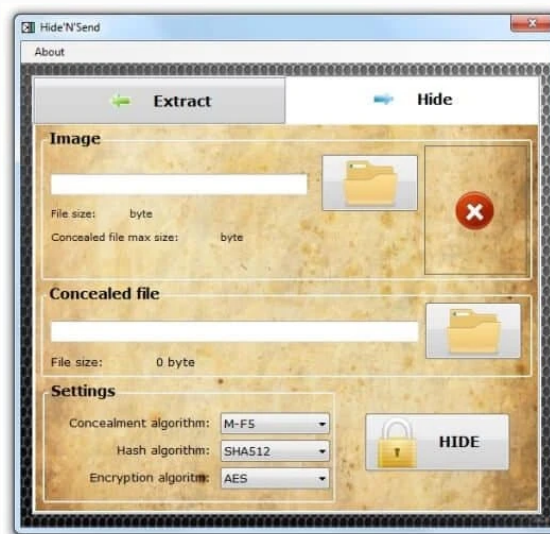 Hide'N'Send
About
Extract
Hide
Image
File size: byte
Concealed file max size: byte
Concealed file
File size: 0 byte
Settings
Concealment algorithm: M-F5
Hash algorithm: SHA512
Encryption algoritm: AES
HIDE